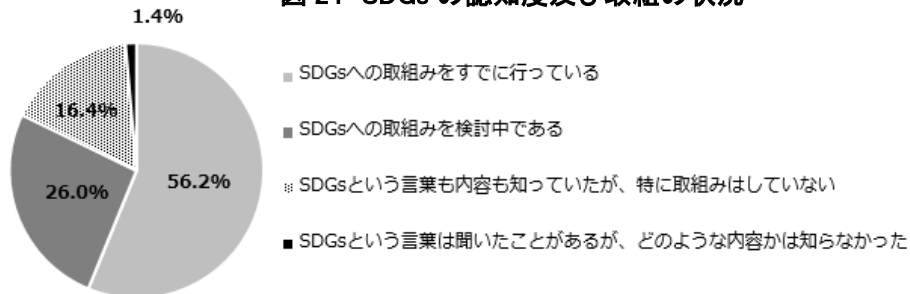 1.4%
16.4%
26.0%
56.2%
SDGsへの取組みをすでに行っている
SDGsへの取組みを検討中である
SDGsという言葉も内容も知っていたが、特に取組みはしていない
SDGsという言葉は聞いたことがあるが、どのような内容かは知らなかった